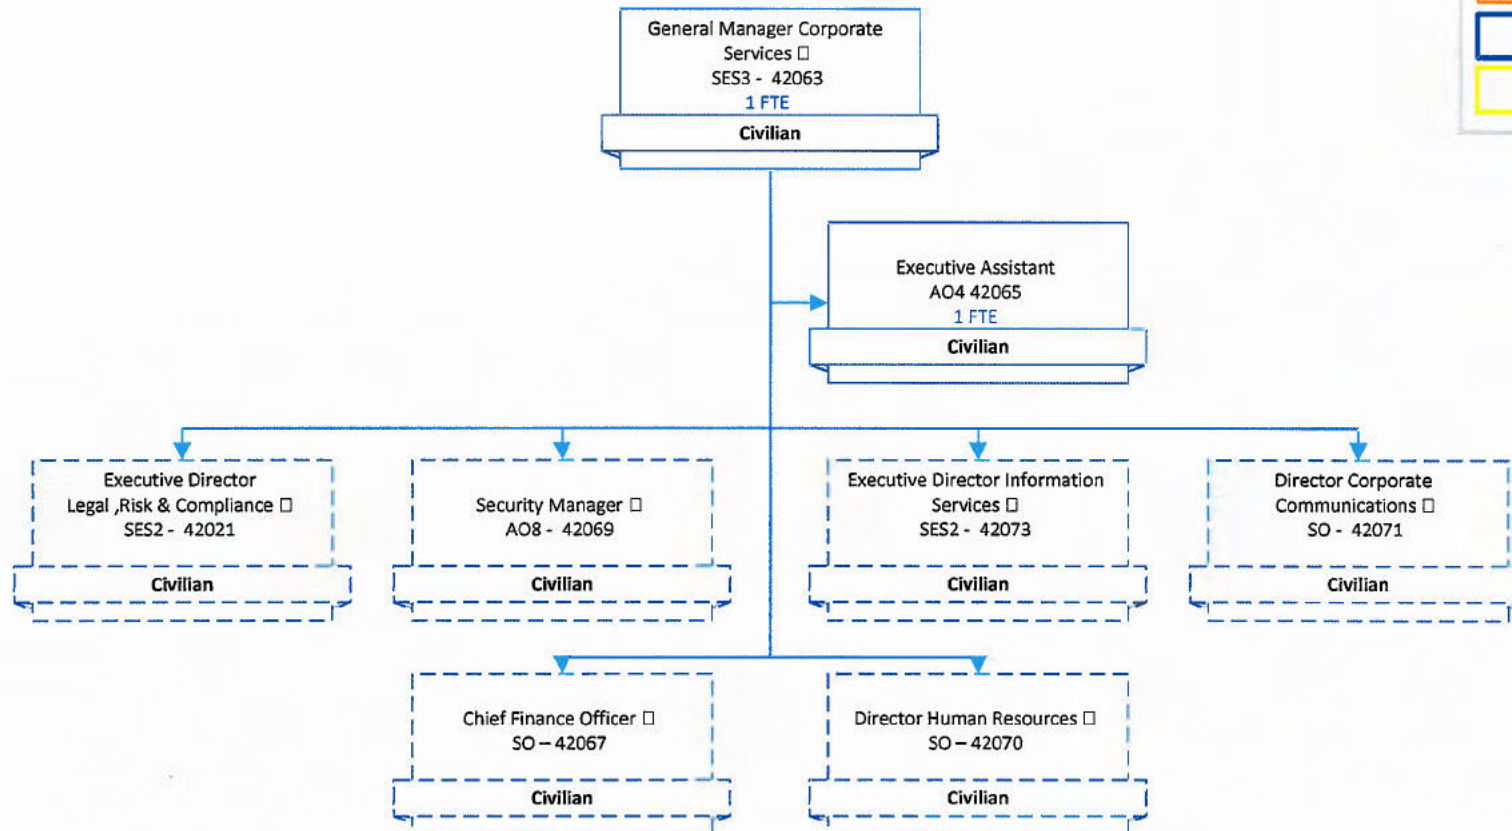 General Manager Corporate
Services □
SES3 - 42063
1 FTE
Civilian
Executive Assistant
AO4 42065
1 FTE
Civilian
Executive Director
Legal ,Risk & Compliance □
SES2 - 42021
Civilian
Security Manager □
AO8 - 42069
Civilian
Executive Director Information
Services □
SES2 - 42073
Civilian
Director Corporate
Communications □
SO - 42071
Civilian
Chief Finance Officer □
SO – 42067
Civilian
Director Human Resources □
SO – 42070
Civilian